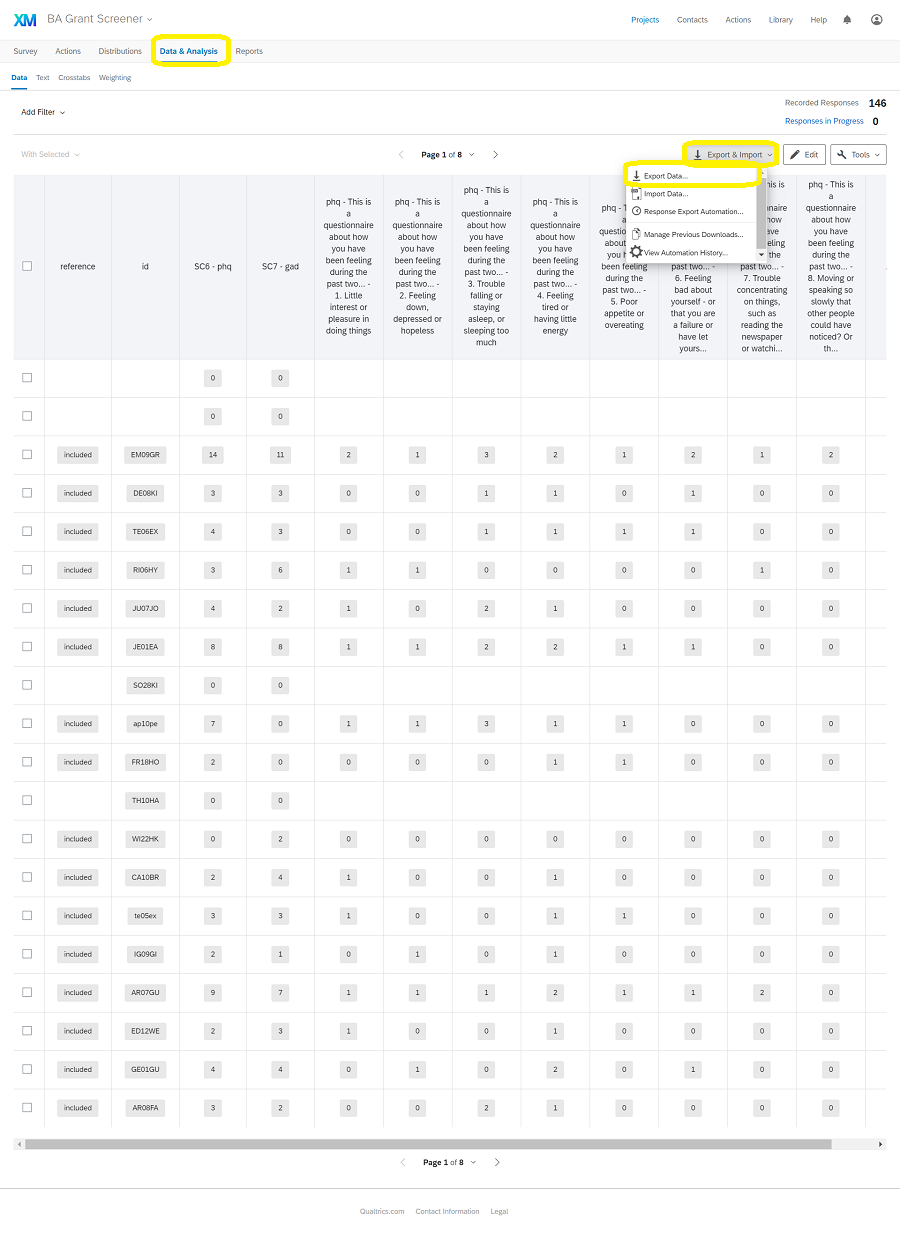 XM BA Grant Screener
Projects Contacts Actions Library Help
Survey Actions Distributions Data & Analysis Reports
Data Text Crosstabs Weighting
Add Filter
Recorded Responses 146
Responses in Progress 0
With Selected
Page 1 of 8
Export & Import
Edit
Tools
Export Data...
Import Data...
Response Export Automation...
Manage Previous Downloads...
View Automation History...
reference
id
SC6 - phq
SC7 - gad
phq - This is
a
questionnaire
about how
you have
been feeling
during the
past two... -
1. Little
interest or
pleasure in
doing things
phq - This is
a
questionnaire
about how
you have
been feeling
during the
past two... -
2. Feeling
down,
depressed or
hopeless
phq - This is
a
questionnaire
about how
you have
been feeling
during the
past two... -
3. Trouble
falling or
staying
asleep, or
sleeping too
much
phq - This is
a
questionnaire
about how
you have
been feeling
during the
past two... -
4. Feeling
tired or
having little
energy
been feeling
during the
past two... -
5. Poor
appetite or
overeating
past two... -
6. Feeling
bad about
yourself - or
that you are
a failure or
have let
yours...
during the
past two... -
7. Trouble
concentrating
on things,
such as
reading the
newspaper
or watchi...
phq - This is
a
questionnaire
about how
you have
been feeling
during the
past two... -
8. Moving or
speaking so
slowly that
other people
could have
noticed? Or
th...
0 0
0 0
included EM09GR 14 11 2 1 3 2 1 2 1 2
included DE08KI 3 3 0 0 1 1 0 1 0 0
included TE06EX 4 3 0 0 1 1 1 1 0 0
included RI06HY 3 6 1 1 0 0 0 0 1 0
included JU07JO 4 2 1 0 2 1 0 0 0 0
included JE01EA 8 8 1 1 2 2 1 1 0 0
SO28KI 0 0
included ap10pe 7 0 1 1 3 1 1 0 0 0
included FR18HO 2 0 0 0 0 1 1 0 0 0
TH10HA 0 0
included WI22HK 0 2 0 0 0 0 0 0 0 0
included CA10BR 2 4 1 0 0 1 0 0 0 0
included te05ex 3 3 1 0 0 1 1 0 0 0
included IG09GI 2 1 0 1 0 1 0 0 0 0
included AR07GU 9 7 1 1 1 2 1 1 2 0
included ED12WE 2 3 1 0 0 1 0 0 0 0
included GE01GU 4 4 0 1 0 2 0 1 0 0
included AR08FA 3 2 0 0 2 1 0 0 0 0
Page 1 of 8
Qualtrics.com Contact Information Legal